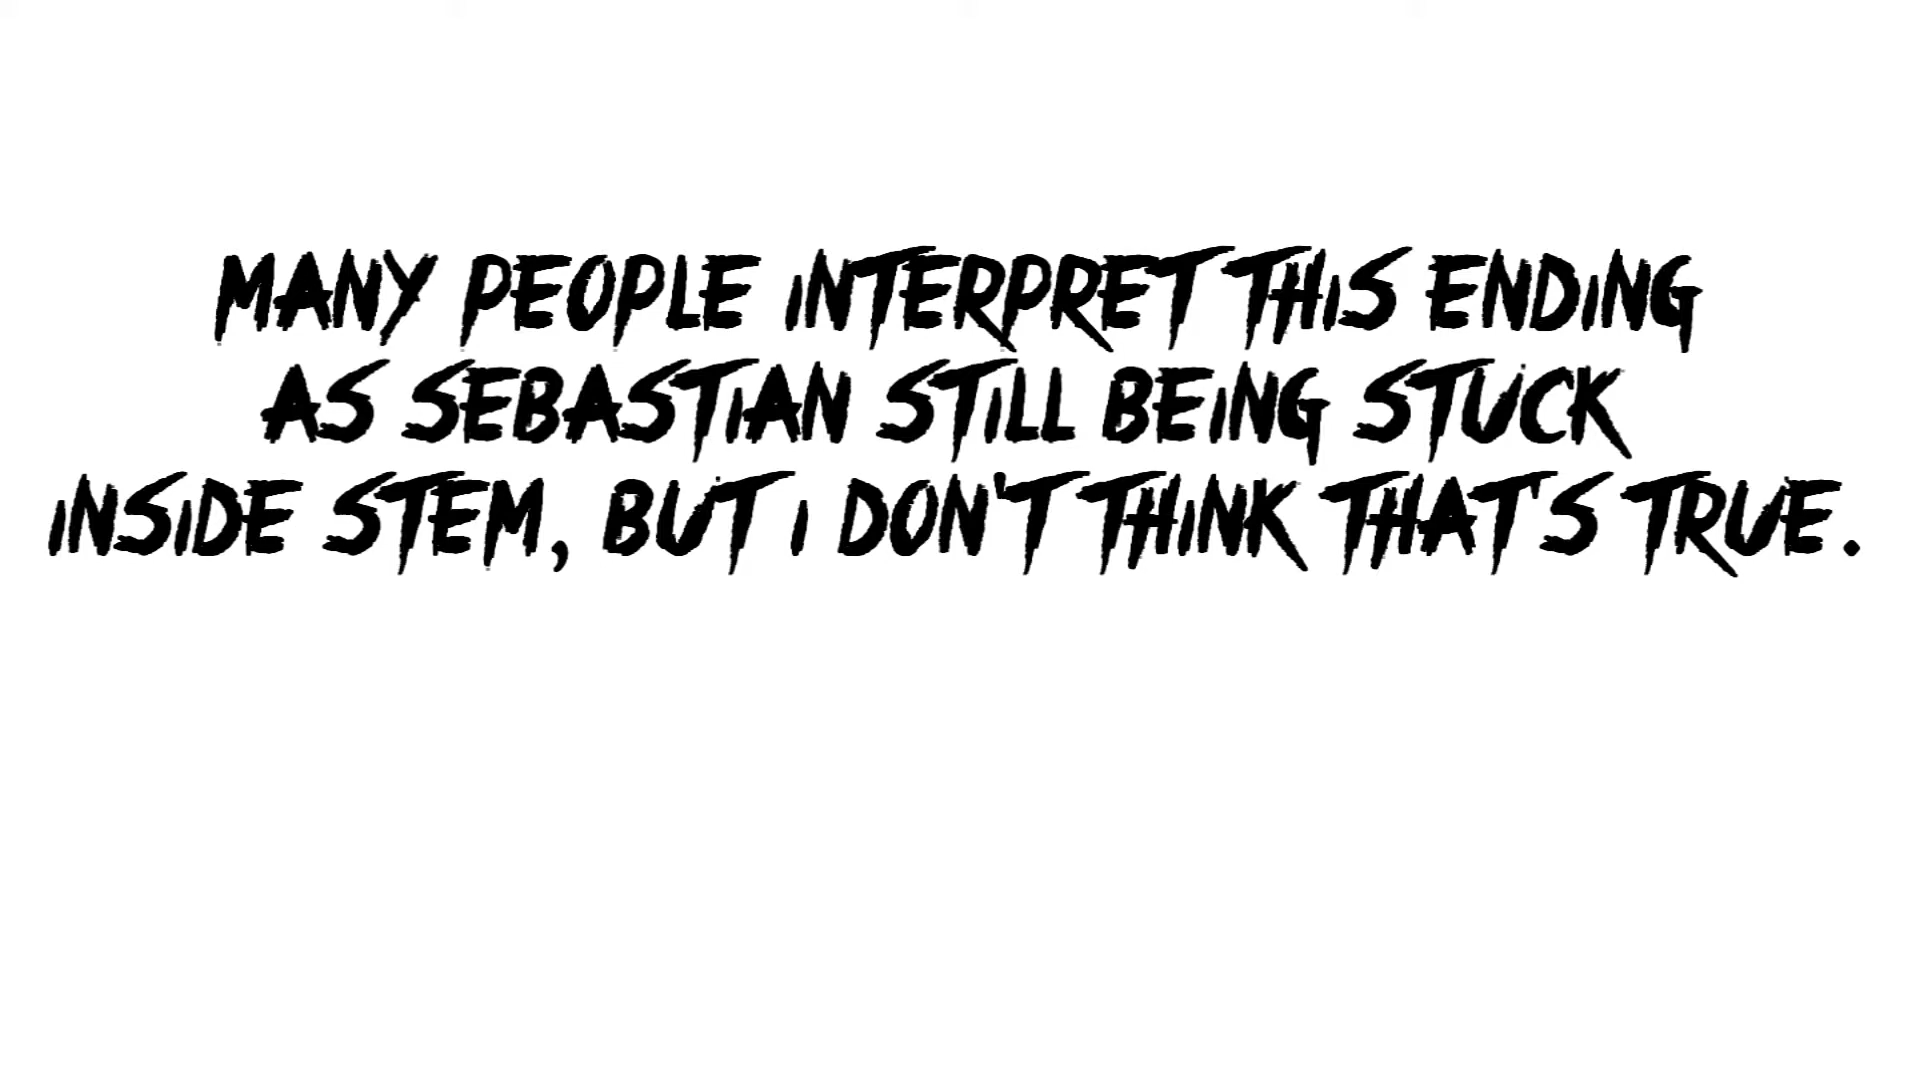 MANY PEOPLE INTERPRET THIS ENDING
AS SEBASTIAN STILL BEING STUCK
INSIDE STEM, BUT I DON'T THINK THAT'S TRUE.